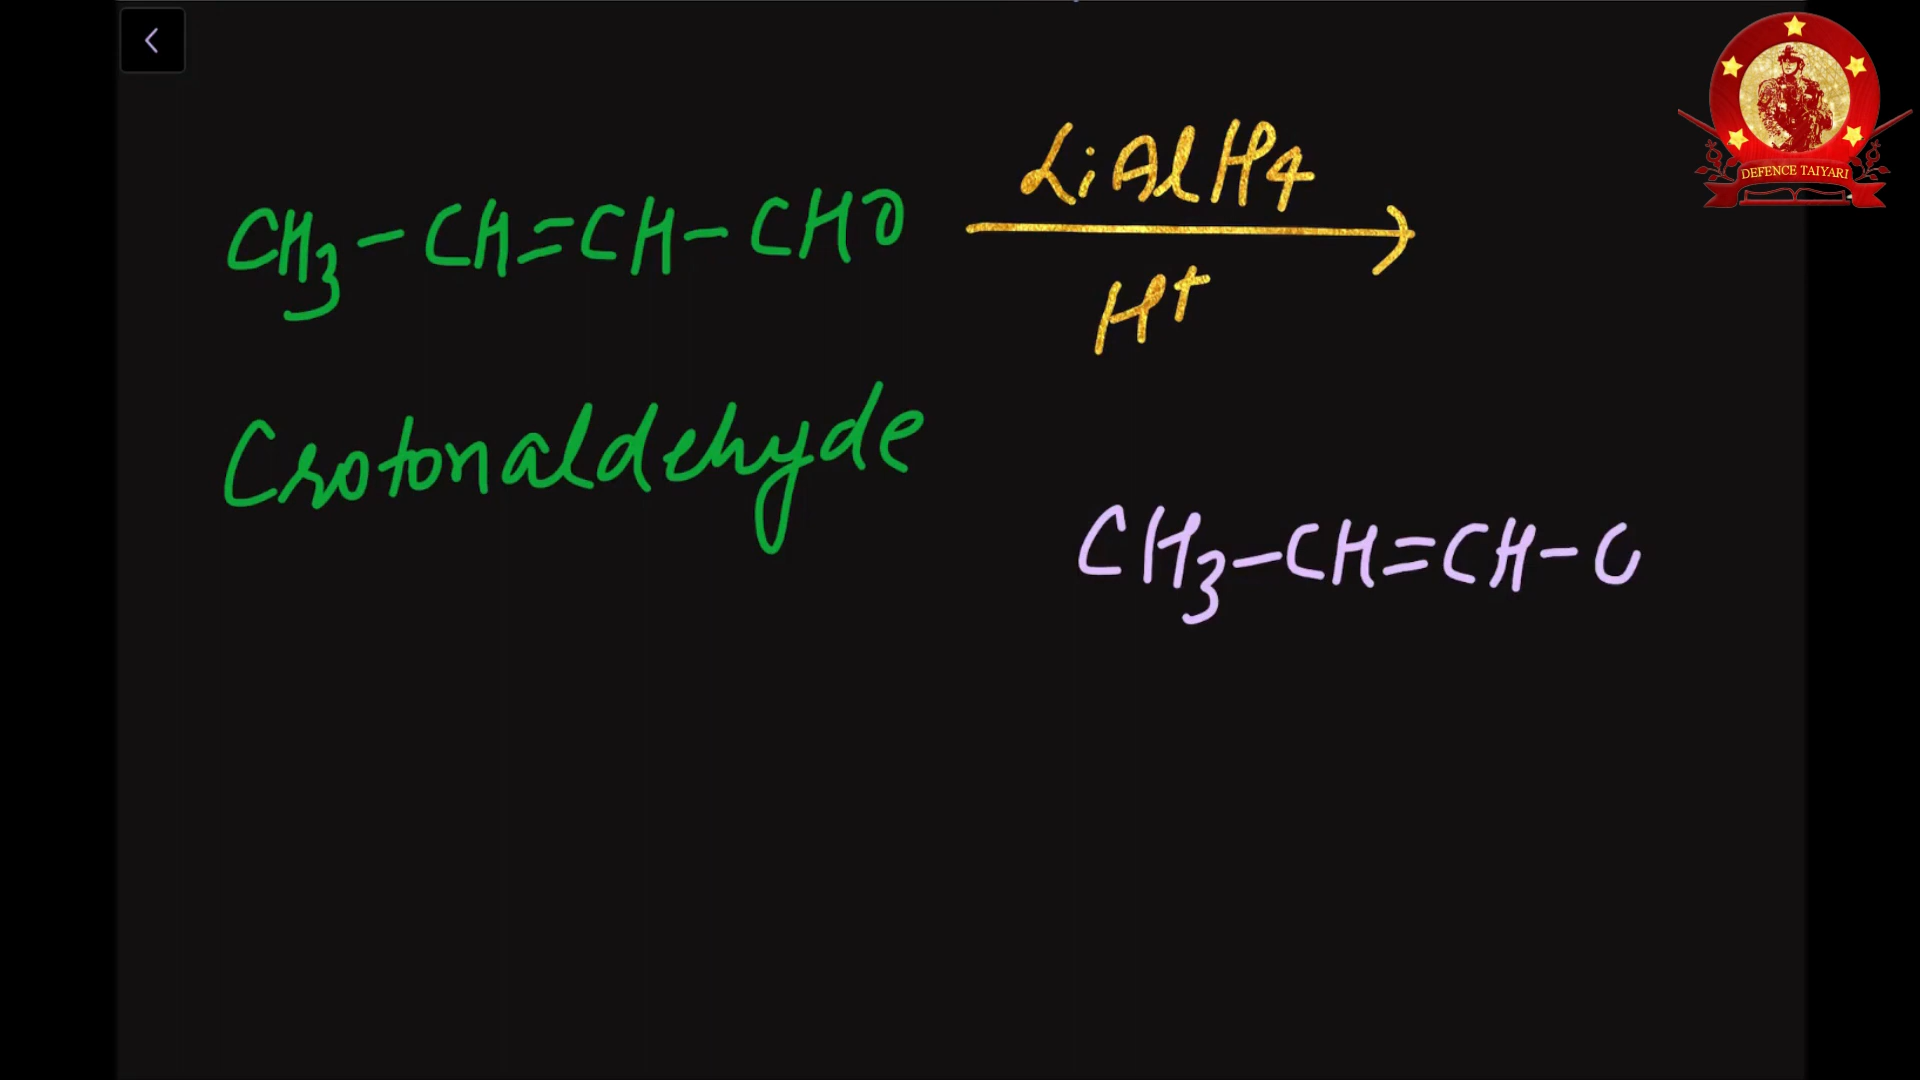 LiAlH4
CH3-CH=CH-CHO
H+
Crotonaldehyde
CH3-CH=CH-C
DEFENCE TAIYARI